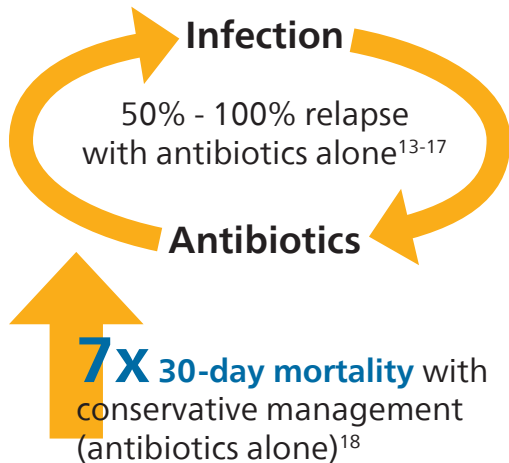 Infection
50% - 100% relapse
with antibiotics alone13-17
Antibiotics
7x 30-day mortality with
conservative management
(antibiotics alone)18